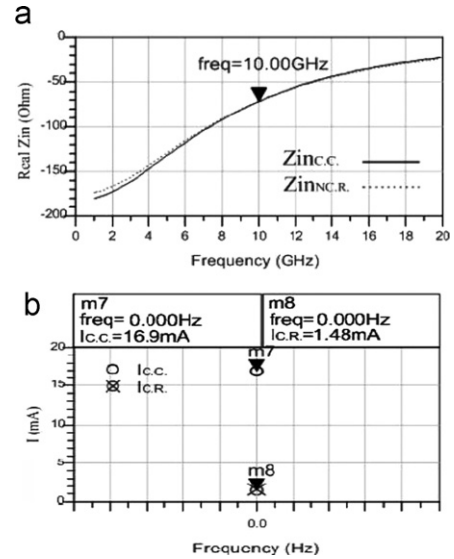 a
0
-50
-100
-150
-200
Real Zin (Ohm)
freq=10.00GHz
ZinC.C.
ZinNC.R.
0 2 4 6 8 10 12 14 16 18 20
Frequency (GHz)
b
m7
freq= 0.000Hz
IC.C.=16.9mA
m8
freq= 0.000Hz
IC.R.=1.48mA
20
15
10
5
0
I (mA)
IC.C.
IC.R.
m7
m8
0.0
Frequency (Hz)